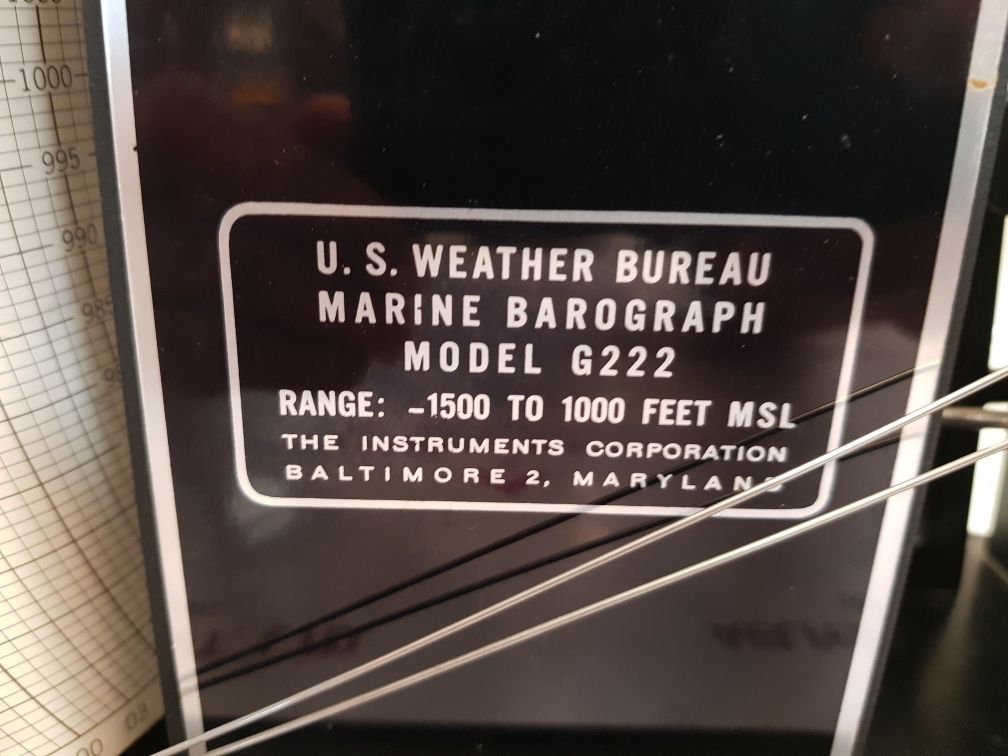 1000
995
990
U. S. WEATHER BUREAU
MARINE BAROGRAPH
MODEL G222
RANGE: -1500 TO 1000 FEET MSL
THE INSTRUMENTS CORPORATION
BALTIMORE 2, MARYLAND
03